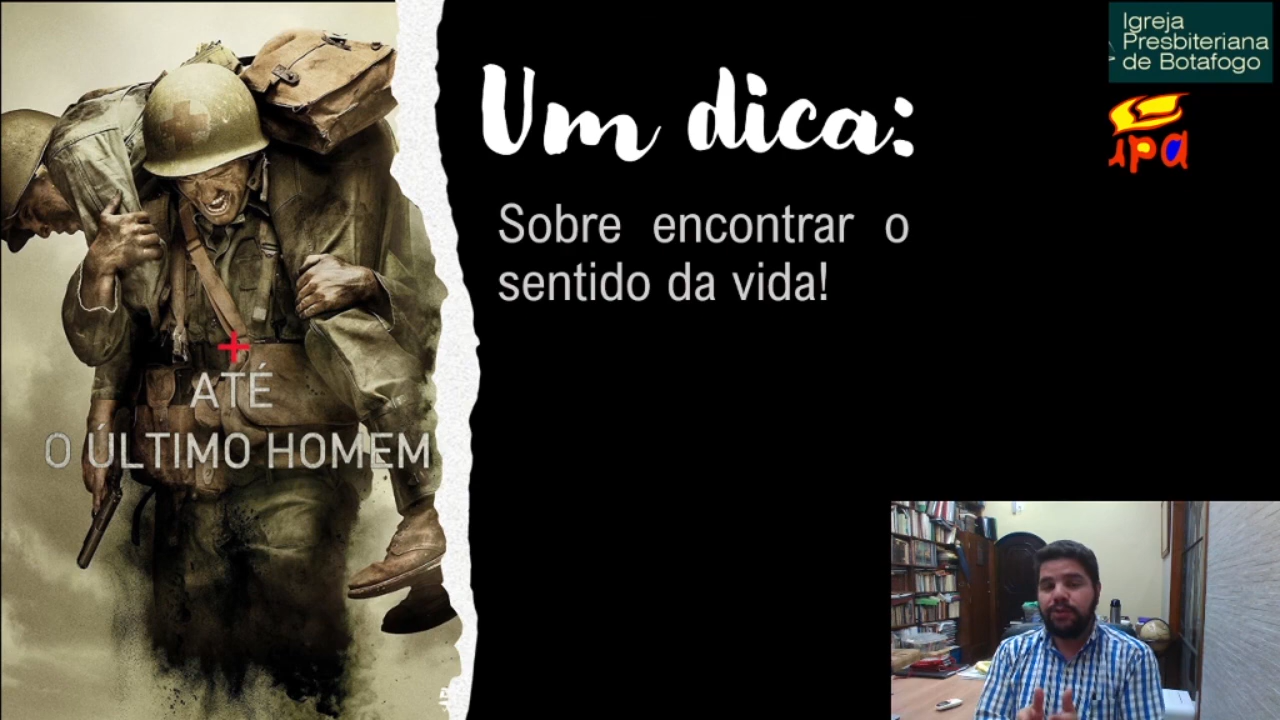 Igreja
Presbiteriana
de Botafogo
upa
Um dica:
Sobre encontrar o
sentido da vida!
ATÉ
O ÚLTIMO HOMEM